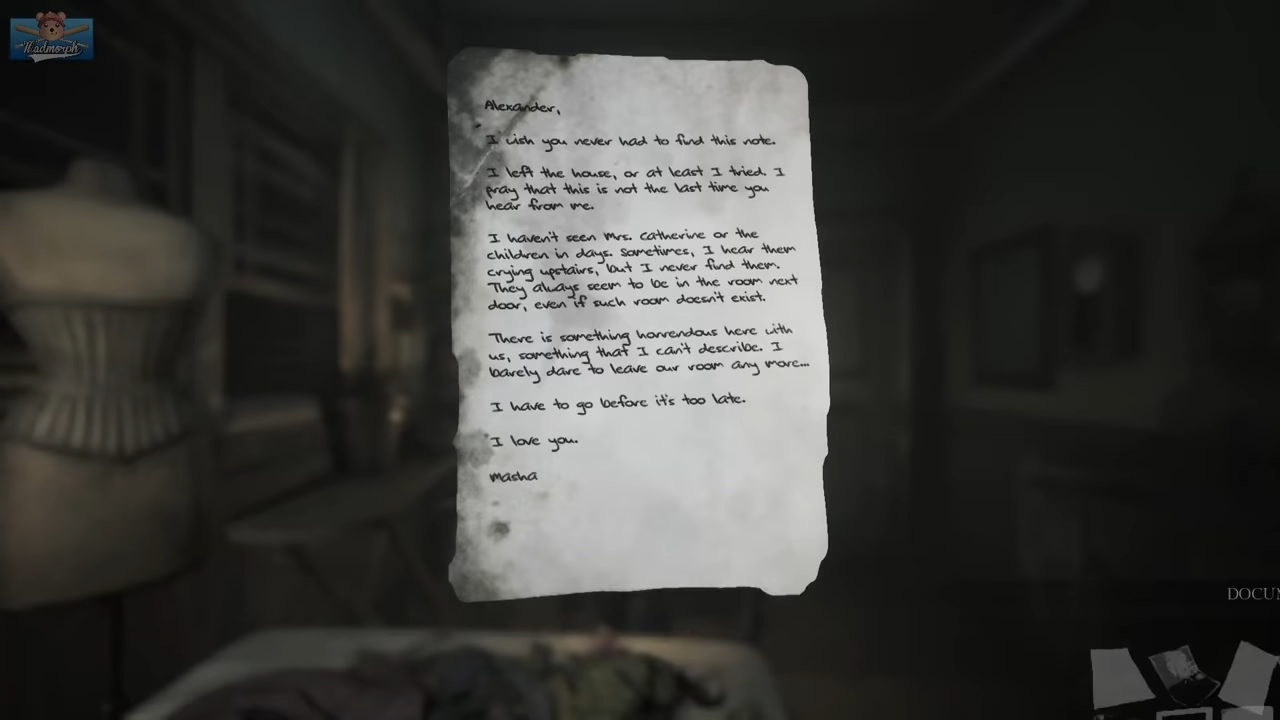 Madmorph
Alexander,
I wish you never had to find this note.
I left the house, or at least I tried. I
pray that this is not the last time you
hear from me.
I haven't seen Mrs. Catherine or the
children in days. Sometimes, I hear them
crying upstairs, but I never find them.
They always seem to be in the room next
door, even if such room doesn't exist.
There is something horrendous here with
us, something that I can't describe. I
barely dare to leave our room any more...
I have to go before it's too late.
I love you.
Masha
DOCUM